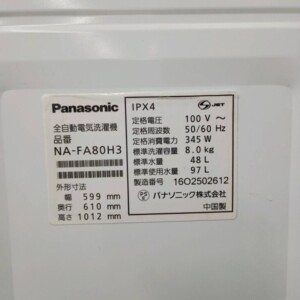 Panasonic
全自動電気洗濯機
品番
NA-FA80H3
外形寸法
幅 599 mm
奥行 610 mm
高さ 1012 mm
IPX4
JET
定格電圧 100 V ~
定格周波数 50/60 Hz
定格消費電力 345 W
標準洗濯容量 8.0 kg
標準水量 48 L
標準使用水量 97 L
製造番号 16O2502612
パナソニック株式会社
中国製